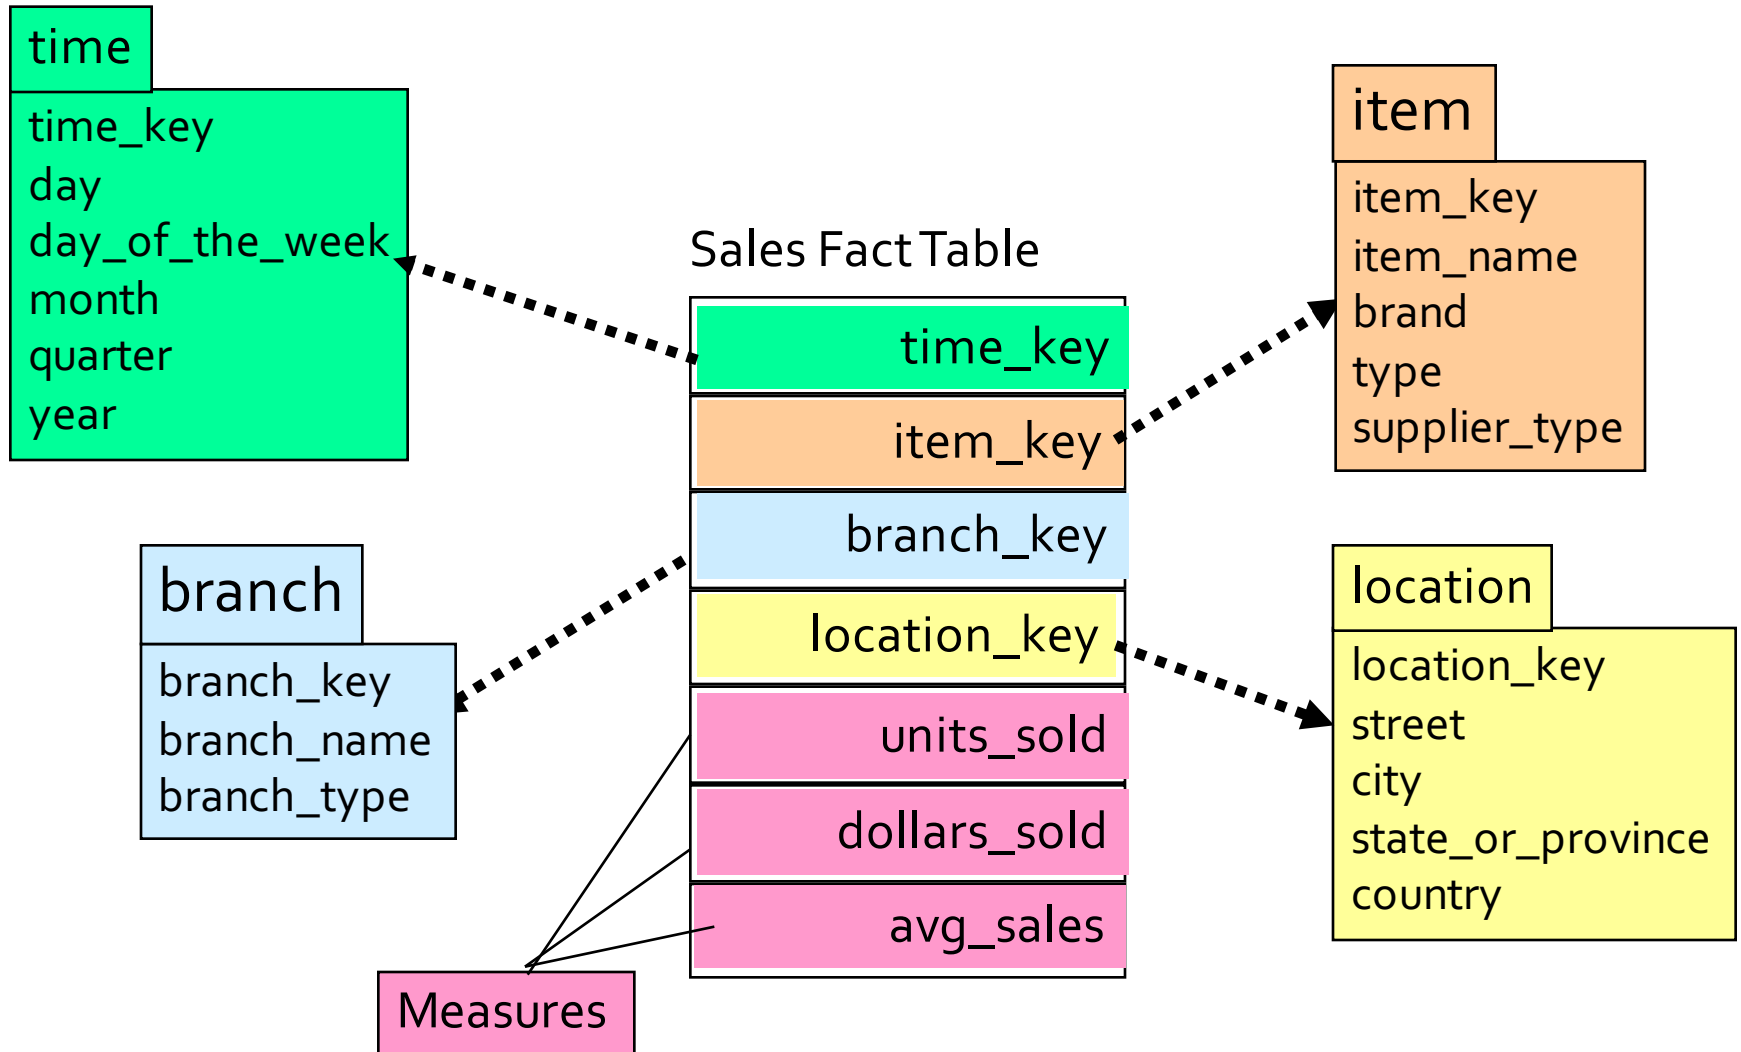 time
time_key
day
day_of_the_week
month
quarter
year
item
item_key
item_name
brand
type
supplier_type
Sales Fact Table
time_key
item_key
branch_key
location_key
units_sold
dollars_sold
avg_sales
branch
branch_key
branch_name
branch_type
location
location_key
street
city
state_or_province
country
Measures